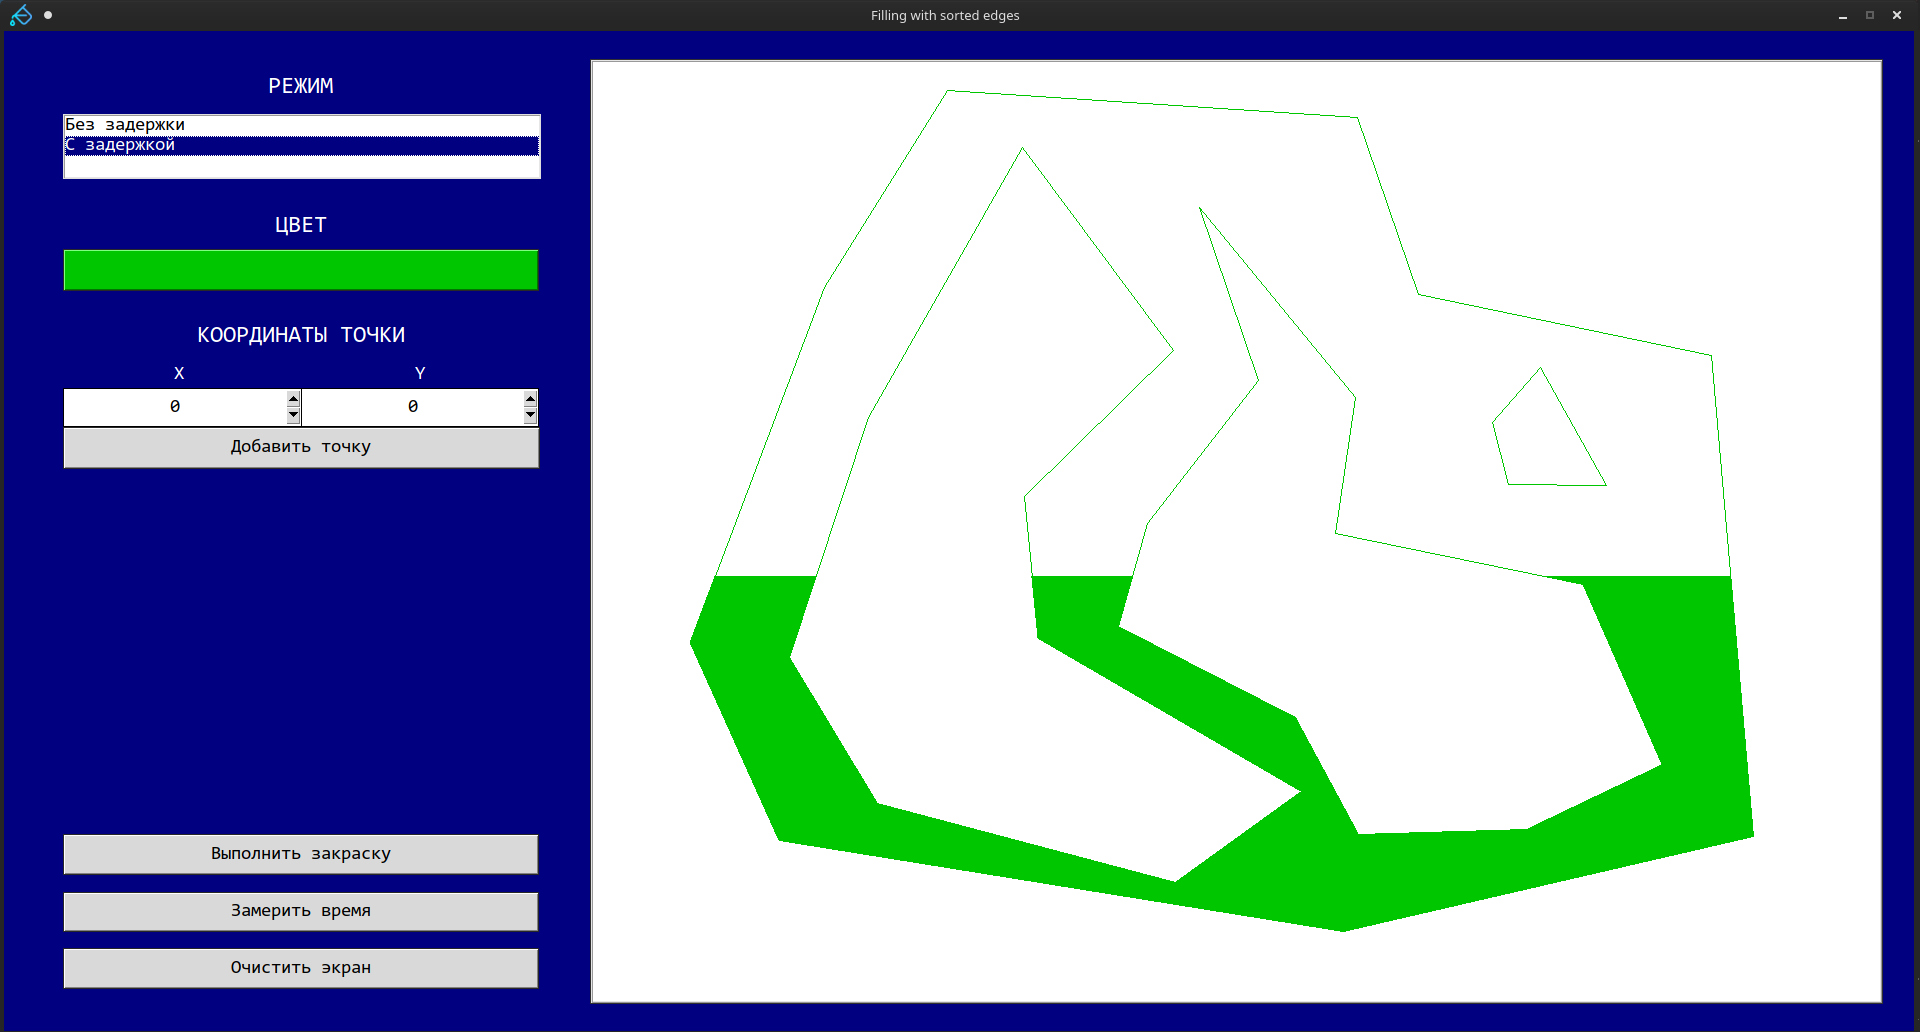 Filling with sorted edges
РЕЖИМ
Без задержки
С задержкой
ЦВЕТ
КООРДИНАТЫ ТОЧКИ
X Y
0 0
Добавить точку
Выполнить закраску
Замерить время
Очистить экран